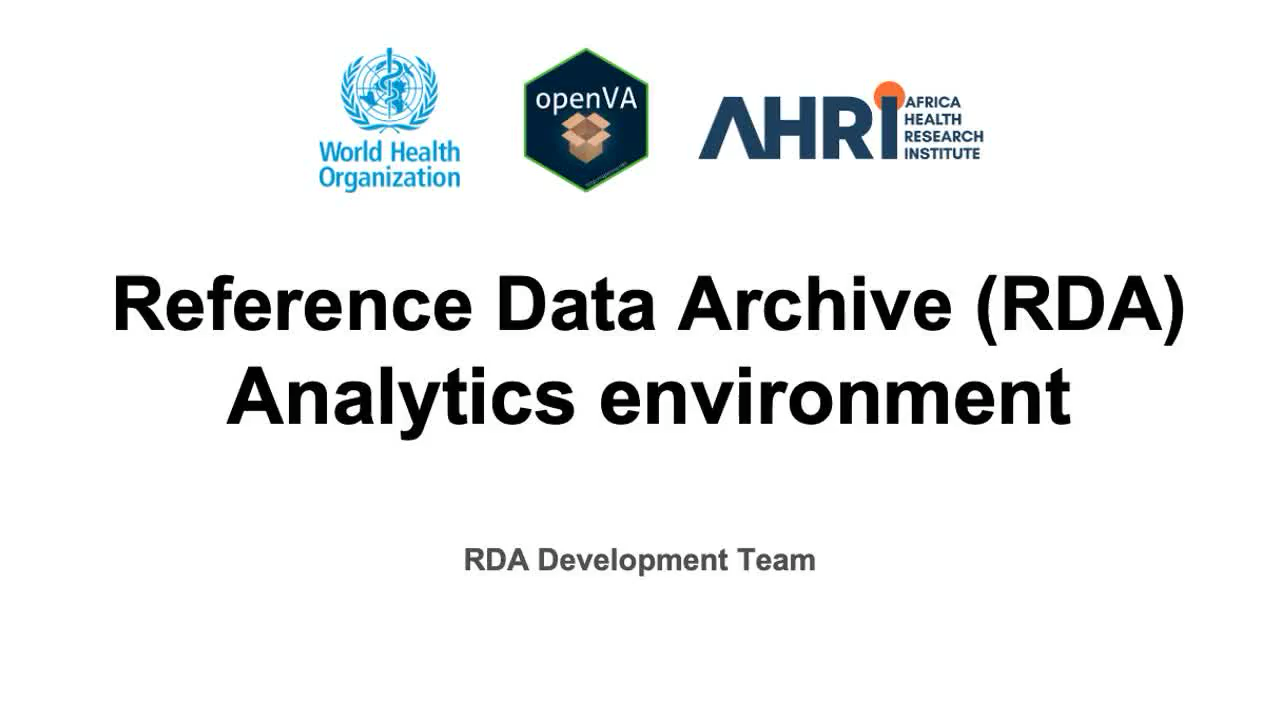 World Health
Organization
openVA
AHRI
AFRICA
HEALTH
RESEARCH
INSTITUTE
Reference Data Archive (RDA)
Analytics environment
RDA Development Team